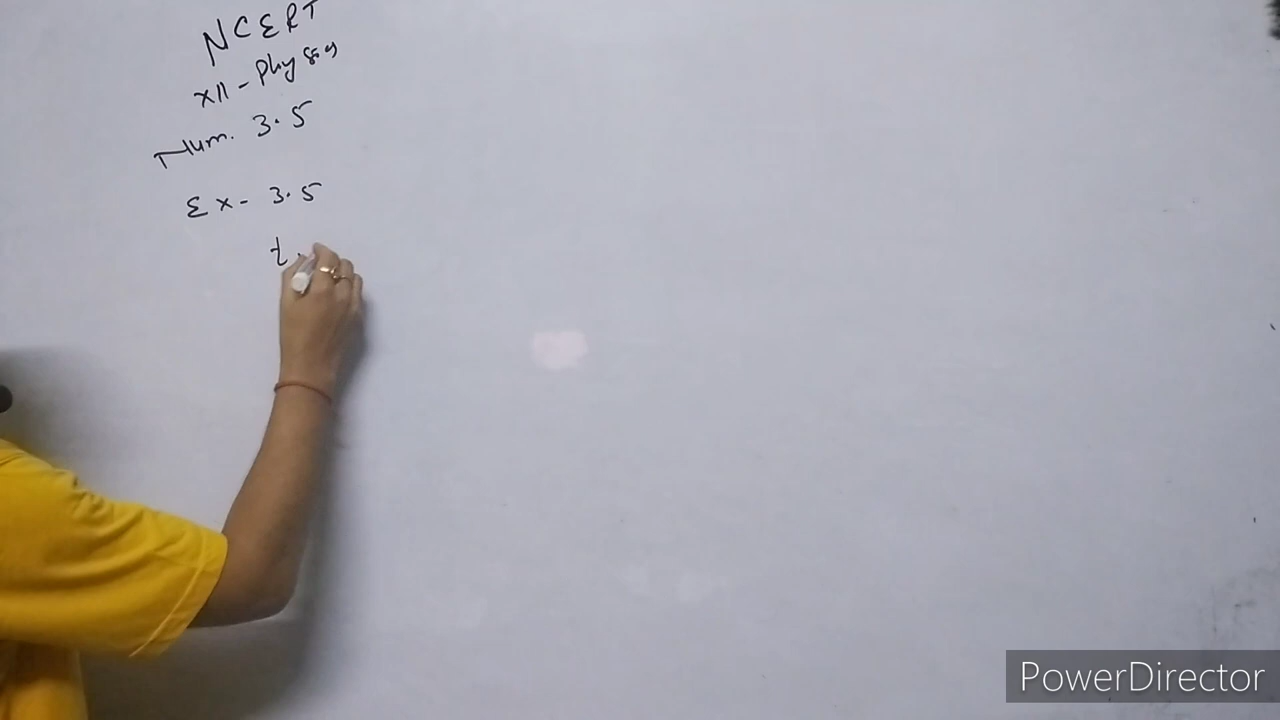 NCERT
XII - Physics
Num. 3.5
Ex - 3.5
t.
PowerDirector